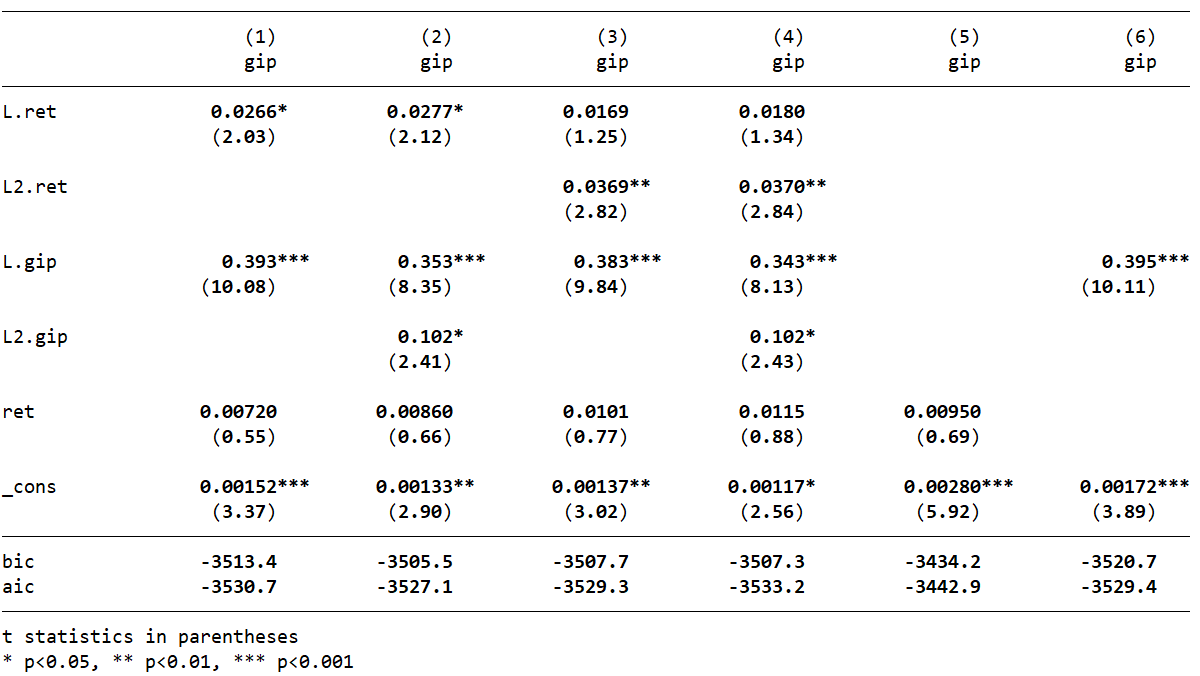 (1) (2) (3) (4) (5) (6)
gip gip gip gip gip gip
L.ret 0.0266* 0.0277* 0.0169 0.0180
(2.03) (2.12) (1.25) (1.34)
L2.ret 0.0369** 0.0370**
(2.82) (2.84)
L.gip 0.393*** 0.353*** 0.383*** 0.343*** 0.395***
(10.08) (8.35) (9.84) (8.13) (10.11)
L2.gip 0.102* 0.102*
(2.41) (2.43)
ret 0.00720 0.00860 0.0101 0.0115 0.00950
(0.55) (0.66) (0.77) (0.88) (0.69)
_cons 0.00152*** 0.00133** 0.00137** 0.00117* 0.00280*** 0.00172***
(3.37) (2.90) (3.02) (2.56) (5.92) (3.89)
bic -3513.4 -3505.5 -3507.7 -3507.3 -3434.2 -3520.7
aic -3530.7 -3527.1 -3529.3 -3533.2 -3442.9 -3529.4
t statistics in parentheses
* p<0.05, ** p<0.01, *** p<0.001